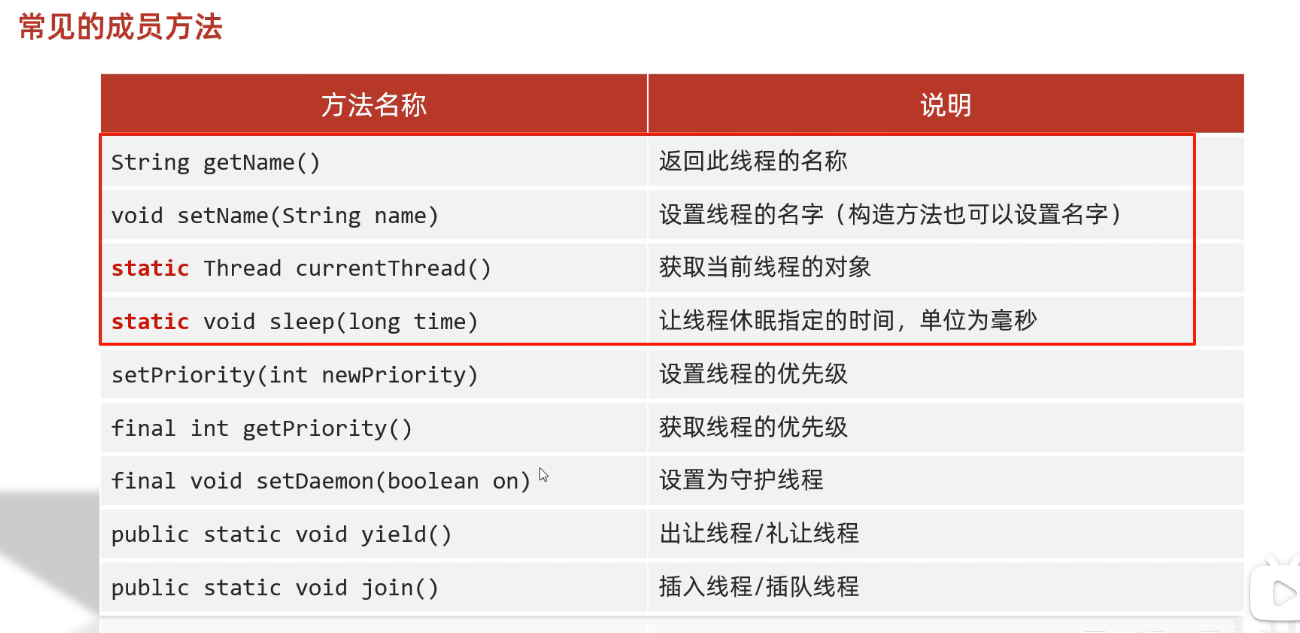 常见的成员方法
方法名称 说明
String getName() 返回此线程的名称
void setName(String name) 设置线程的名字（构造方法也可以设置名字）
static Thread currentThread() 获取当前线程的对象
static void sleep(long time) 让线程休眠指定的时间，单位为毫秒
setPriority(int newPriority) 设置线程的优先级
final int getPriority() 获取线程的优先级
final void setDaemon(boolean on) 设置为守护线程
public static void yield() 出让线程/礼让线程
public static void join() 插入线程/插队线程